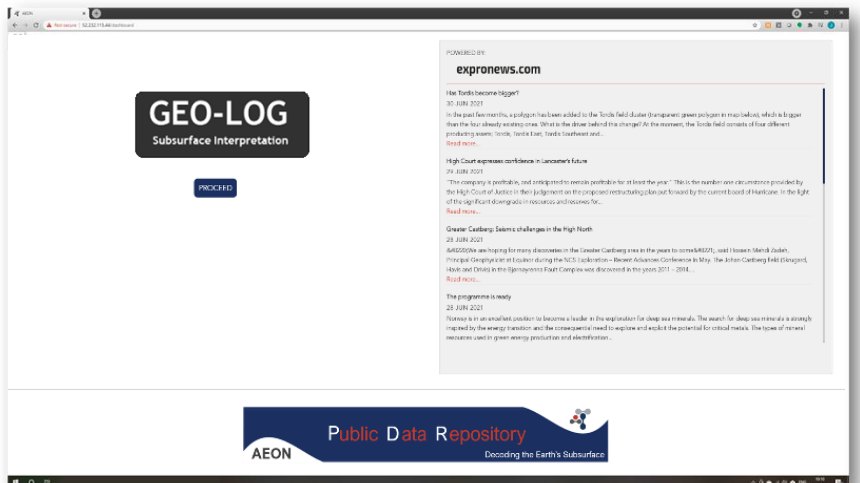 AEON
Not secure | 52.232.115.44/dashboard
GEO-LOG
Subsurface Interpretation
PROCEED
POWERED BY:
expronews.com
Has Tordis become bigger?
30 JUN 2021
In the past few months, a polygon has been added to the Tordis field cluster (transparent green polygon in map below), which is bigger
than the four already existing ones. What is the driver behind this change? At the moment, the Tordis field consists of four different
producing assets; Tordis, Tordis East, Tordis Southeast and...
Read more...
High Court expresses confidence in Lancaster's future
29 JUN 2021
"The company is profitable, and anticipated to remain profitable for at least the year." This is the number one circumstance provided by
the High Court of Justice in their judgement on the proposed restructuring plan put forward by the current board of Hurricane. In the light
of the significant downgrade in resources and reserves for...
Read more...
Greater Castberg: Seismic challenges in the High North
28 JUN 2021
&#8220;We are hoping for many discoveries in the Greater Castberg area in the years to come&#8221;, said Hossein Mehdi Zadeh,
Principal Geophysicist at Equinor during the NCS Exploration – Recent Advances Conference in May. The Johan Castberg field (Skrugard,
Havis and Drivis) in the Bjørnøyrenna Fault Complex was discovered in the years 2011 – 2014....
Read more...
The programme is ready
28 JUN 2021
Norway is in an excellent position to become a leader in the exploration for deep sea minerals. The search for deep sea minerals is strongly
inspired by the energy transition and the consequential need to explore and exploit the potential for critical metals. The types of mineral
resources used in green energy production and electrification...
Public Data Repository
AEON
Decoding the Earth's Subsurface